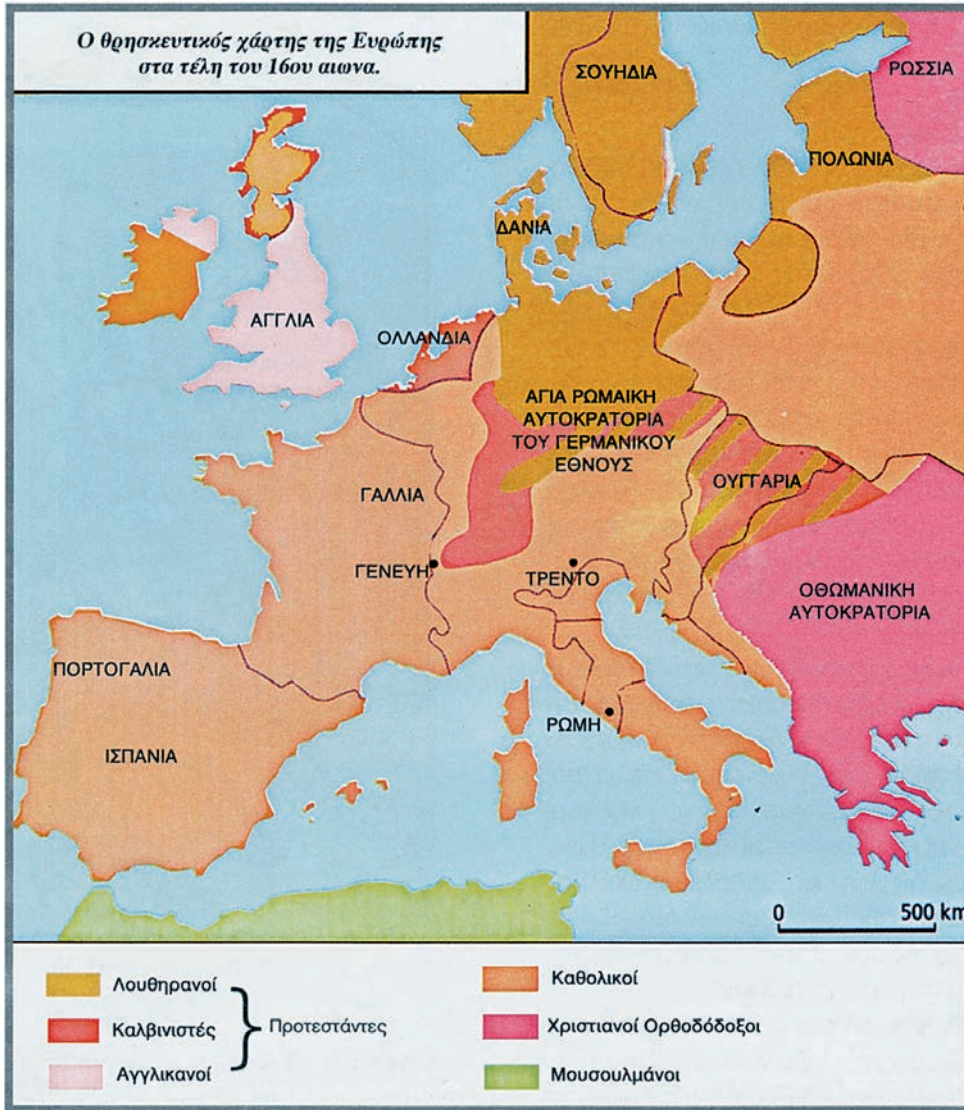 Ο θρησκευτικός χάρτης της Ευρώπης
στα τέλη του 16ου αιωνα.
ΣΟΥΗΔΙΑ
ΡΩΣΣΙΑ
ΠΟΛΩΝΙΑ
ΔΑΝΙΑ
ΑΓΓΛΙΑ
ΟΛΛΑΝΔΙΑ
ΑΓΙΑ ΡΩΜΑΙΚΗ
ΑΥΤΟΚΡΑΤΟΡΙΑ
ΤΟΥ ΓΕΡΜΑΝΙΚΟΥ
ΕΘΝΟΥΣ
ΟΥΓΓΑΡΙΑ
ΓΑΛΛΙΑ
ΓΕΝΕΥΗ
ΤΡΕΝΤΟ
ΟΘΩΜΑΝΙΚΗ
ΑΥΤΟΚΡΑΤΟΡΙΑ
ΠΟΡΤΟΓΑΛΙΑ
ΙΣΠΑΝΙΑ
ΡΩΜΗ
0 500 km
Λουθηρανοί
Καλβινιστές
Αγγλικανοί
Προτεστάντες
Καθολικοί
Χριστιανοί Ορθοδόδοξοι
Μουσουλμάνοι